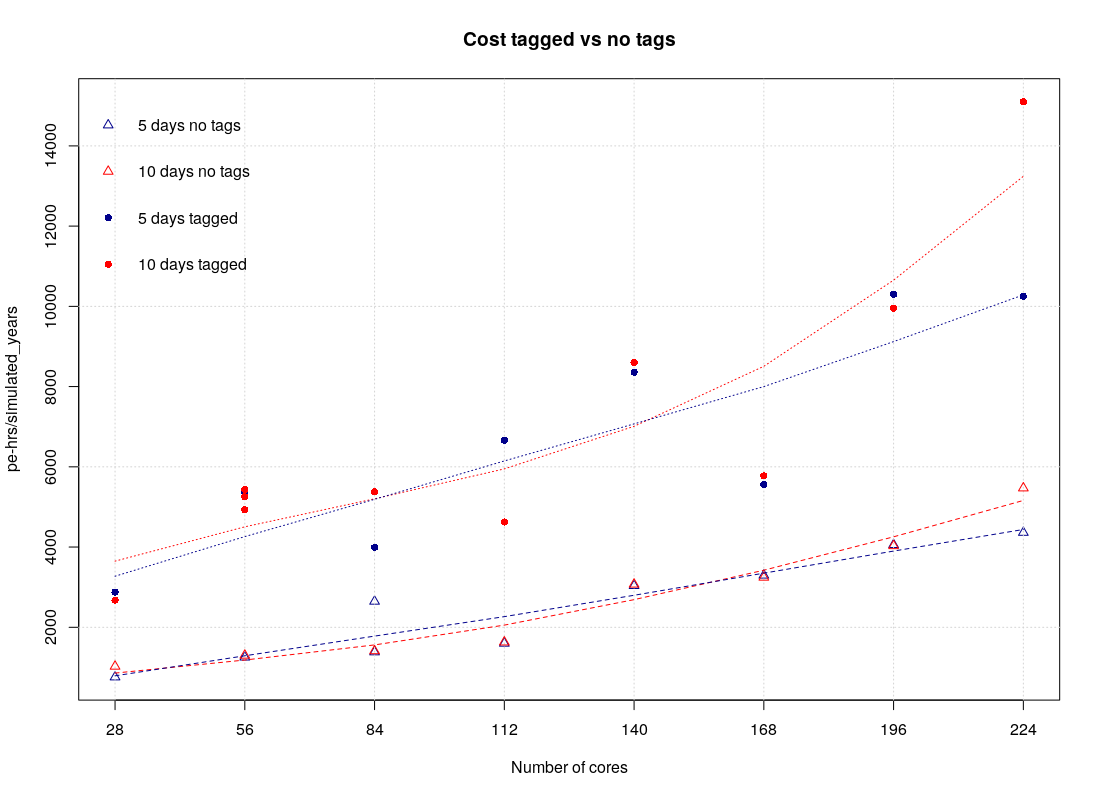 Cost tagged vs no tags
5 days no tags
10 days no tags
5 days tagged
10 days tagged
pe-hrs/sImulated_years
14000
12000
10000
8000
6000
4000
2000
28 56 84 112 140 168 196 224
Number of cores